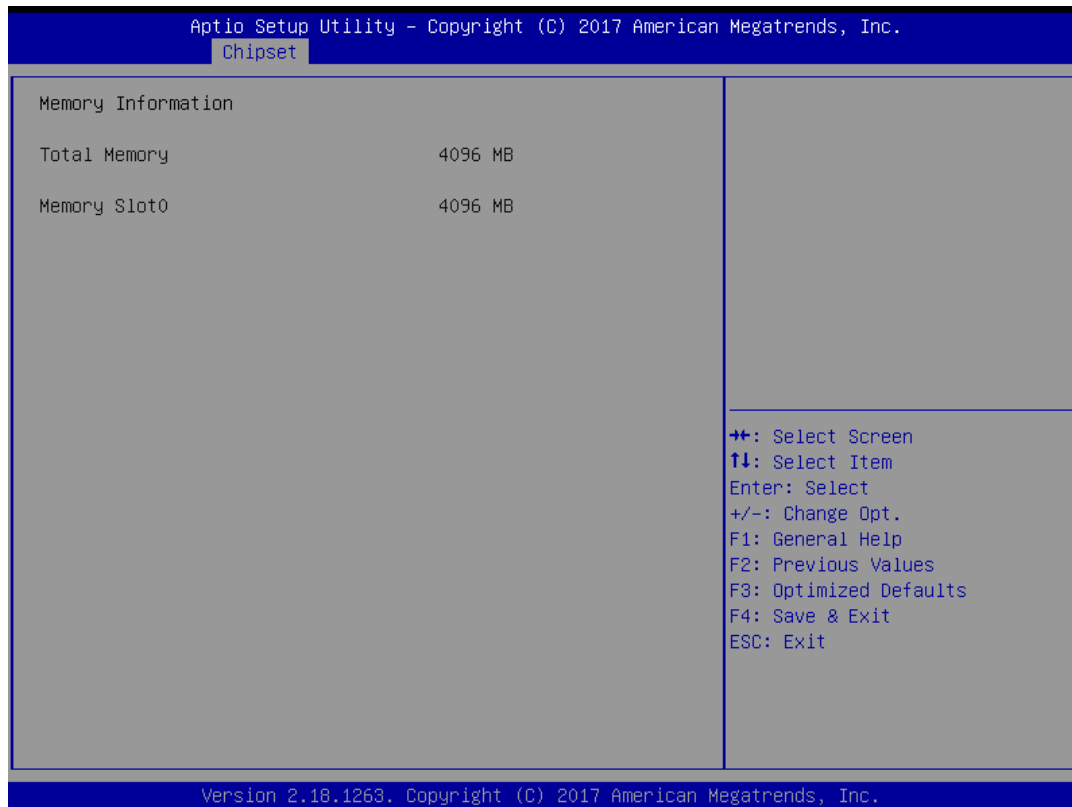 Aptio Setup Utility – Copyright (C) 2017 American Megatrends, Inc.
Chipset
Memory Information
Total Memory 4096 MB
Memory Slot0 4096 MB
→←: Select Screen
↑↓: Select Item
Enter: Select
+/-: Change Opt.
F1: General Help
F2: Previous Values
F3: Optimized Defaults
F4: Save & Exit
ESC: Exit
Version 2.18.1263. Copyright (C) 2017 American Megatrends, Inc.